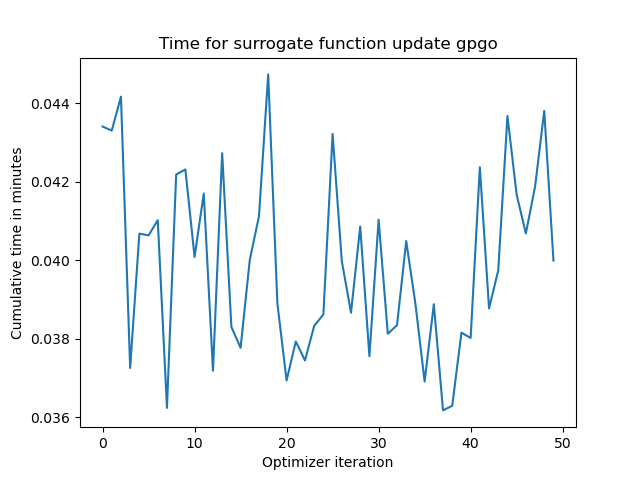 Time for surrogate function update gpgo
0.044
0.042
0.040
0.038
0.036
Cumulative time in minutes
0 10 20 30 40 50
Optimizer iteration